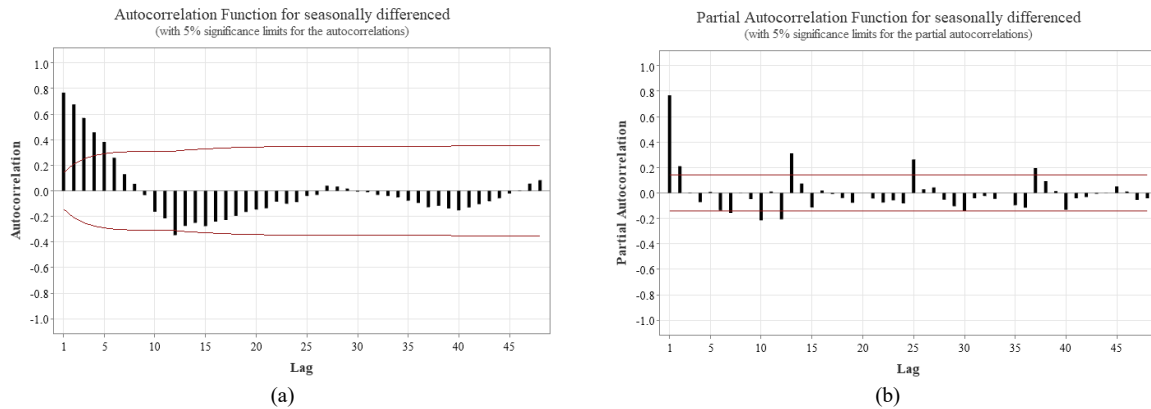 Autocorrelation Function for seasonally differenced
(with 5% significance limits for the autocorrelations)
1.0
0.8
0.6
0.4
0.2
0.0
-0.2
-0.4
-0.6
-0.8
-1.0
Autocorrelation
1 5 10 15 20 25 30 35 40 45
Lag
(a)
Partial Autocorrelation Function for seasonally differenced
(with 5% significance limits for the partial autocorrelations)
1.0
0.8
0.6
0.4
0.2
0.0
-0.2
-0.4
-0.6
-0.8
-1.0
Partial Autocorrelation
1 5 10 15 20 25 30 35 40 45
Lag
(b)